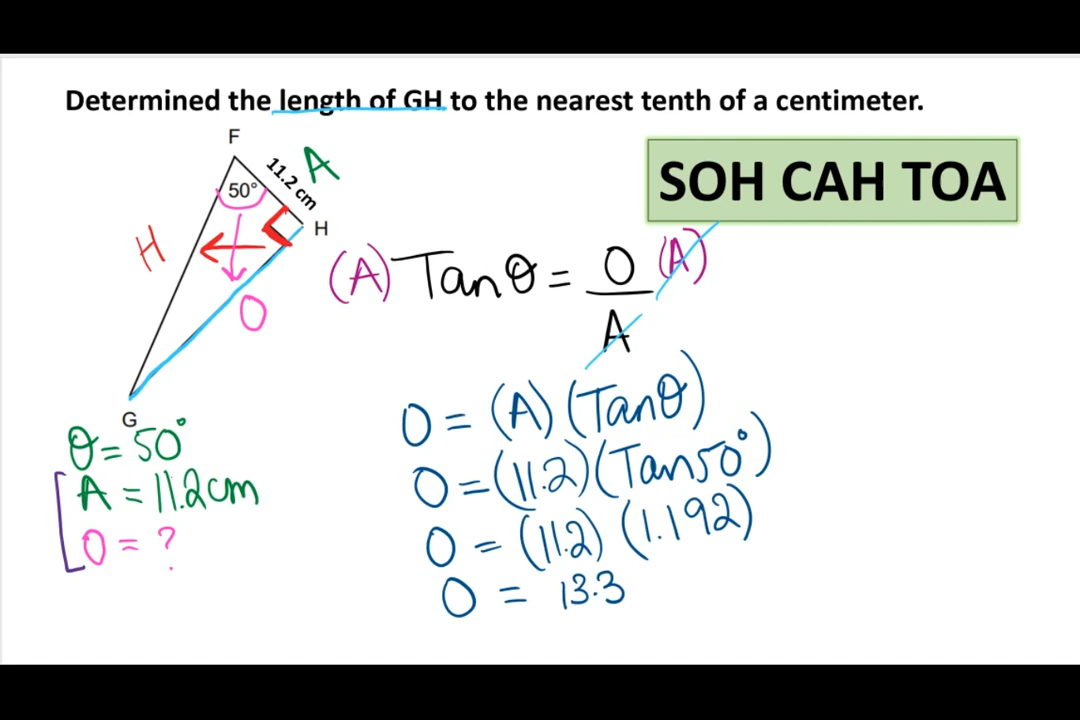 Determined the length of GH to the nearest tenth of a centimeter.
SOH CAH TOA
F
11.2 cm
A
50°
H
H
O
G
(A) Tanθ = O (A)
A
θ = 50°
A = 11.2cm
O = ?
O = (A) (Tanθ)
O = (11.2) (Tan50°)
O = (11.2) (1.192)
O = 13.3